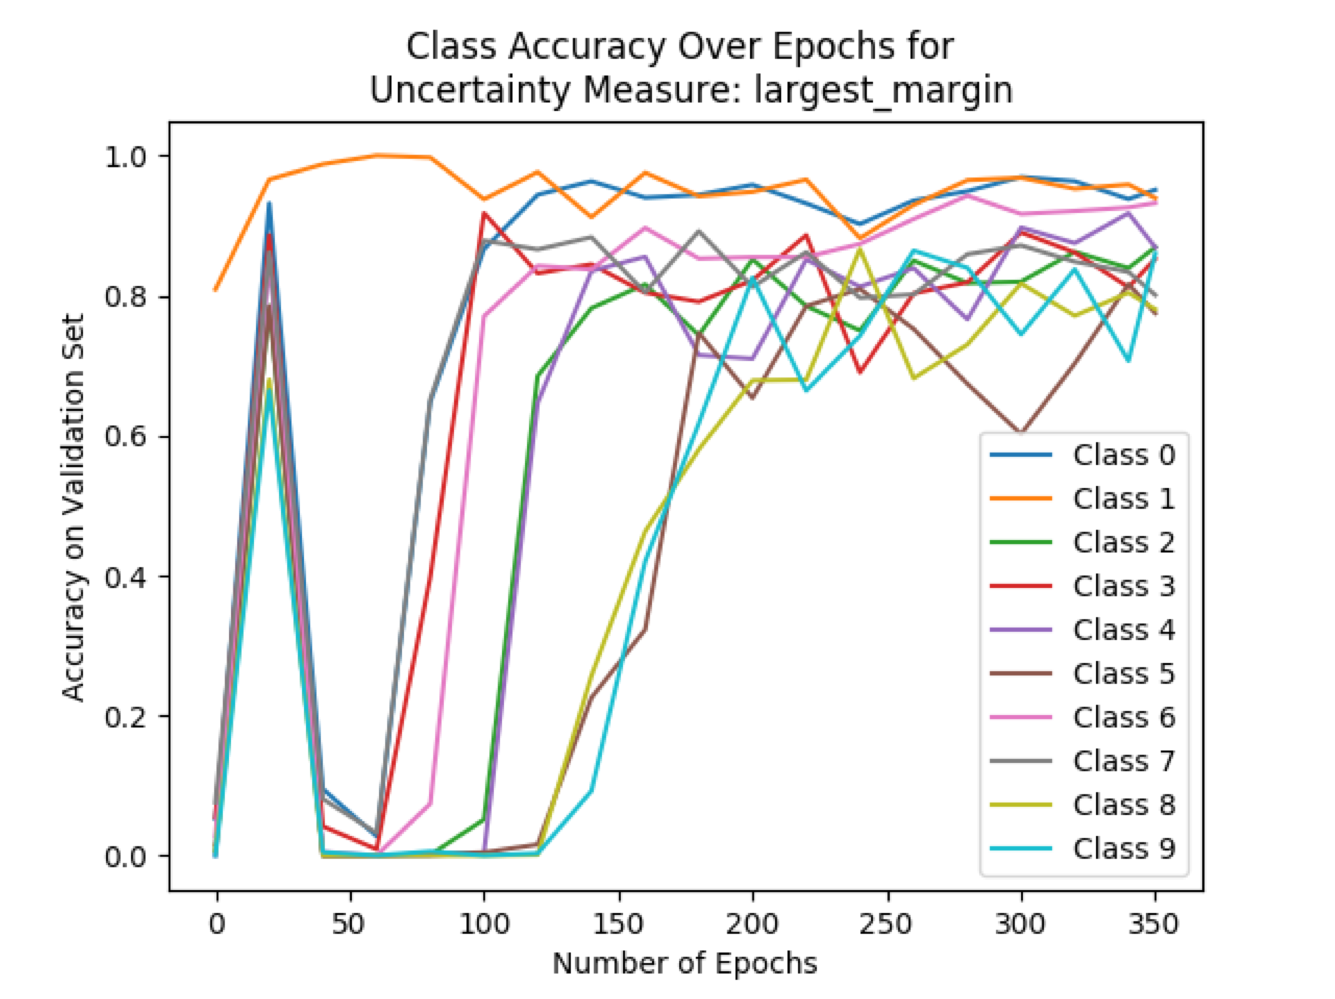 Class Accuracy Over Epochs for
Uncertainty Measure: largest_margin
Accuracy on Validation Set
1.0
0.8
0.6
0.4
0.2
0.0
Class 0
Class 1
Class 2
Class 3
Class 4
Class 5
Class 6
Class 7
Class 8
Class 9
0 50 100 150 200 250 300 350
Number of Epochs